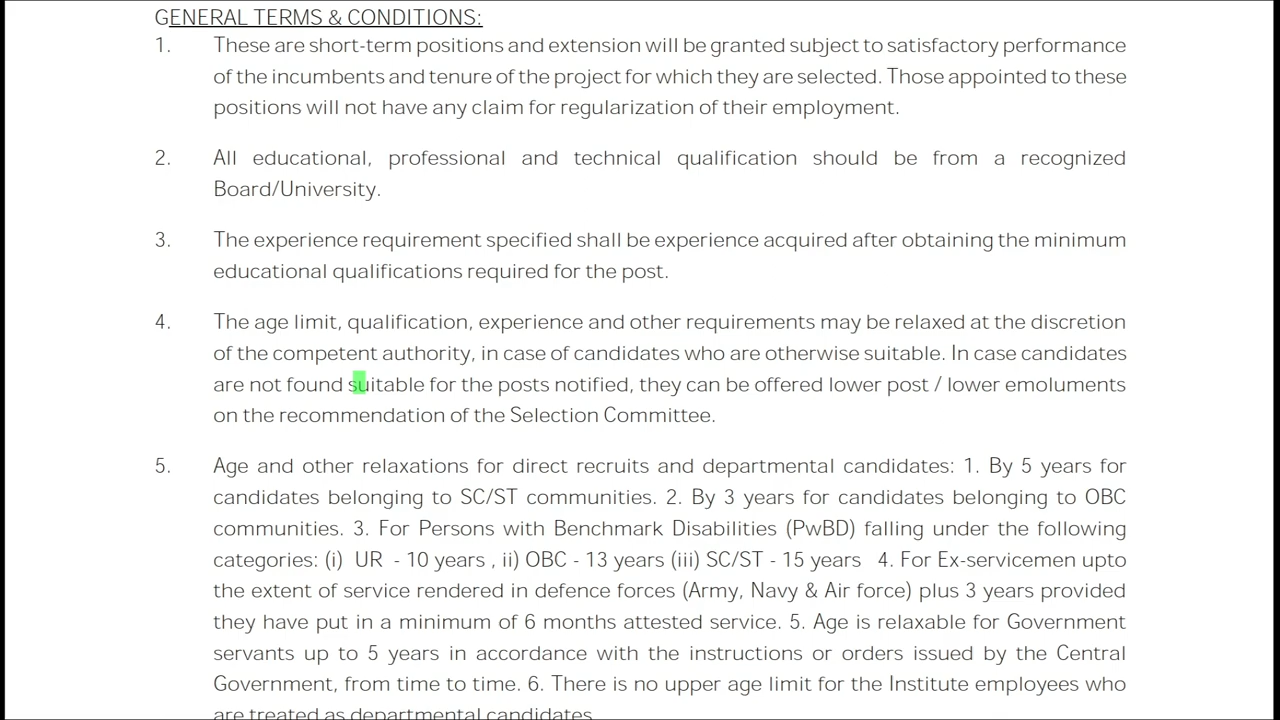 GENERAL TERMS & CONDITIONS:
1. These are short-term positions and extension will be granted subject to satisfactory performance
of the incumbents and tenure of the project for which they are selected. Those appointed to these
positions will not have any claim for regularization of their employment.
2. All educational, professional and technical qualification should be from a recognized
Board/University.
3. The experience requirement specified shall be experience acquired after obtaining the minimum
educational qualifications required for the post.
4. The age limit, qualification, experience and other requirements may be relaxed at the discretion
of the competent authority, in case of candidates who are otherwise suitable. In case candidates
are not found suitable for the posts notified, they can be offered lower post / lower emoluments
on the recommendation of the Selection Committee.
5. Age and other relaxations for direct recruits and departmental candidates: 1. By 5 years for
candidates belonging to SC/ST communities. 2. By 3 years for candidates belonging to OBC
communities. 3. For Persons with Benchmark Disabilities (PwBD) falling under the following
categories: (i) UR - 10 years , ii) OBC - 13 years (iii) SC/ST - 15 years 4. For Ex-servicemen upto
the extent of service rendered in defence forces (Army, Navy & Air force) plus 3 years provided
they have put in a minimum of 6 months attested service. 5. Age is relaxable for Government
servants up to 5 years in accordance with the instructions or orders issued by the Central
Government, from time to time. 6. There is no upper age limit for the Institute employees who
are treated as departmental candidates.